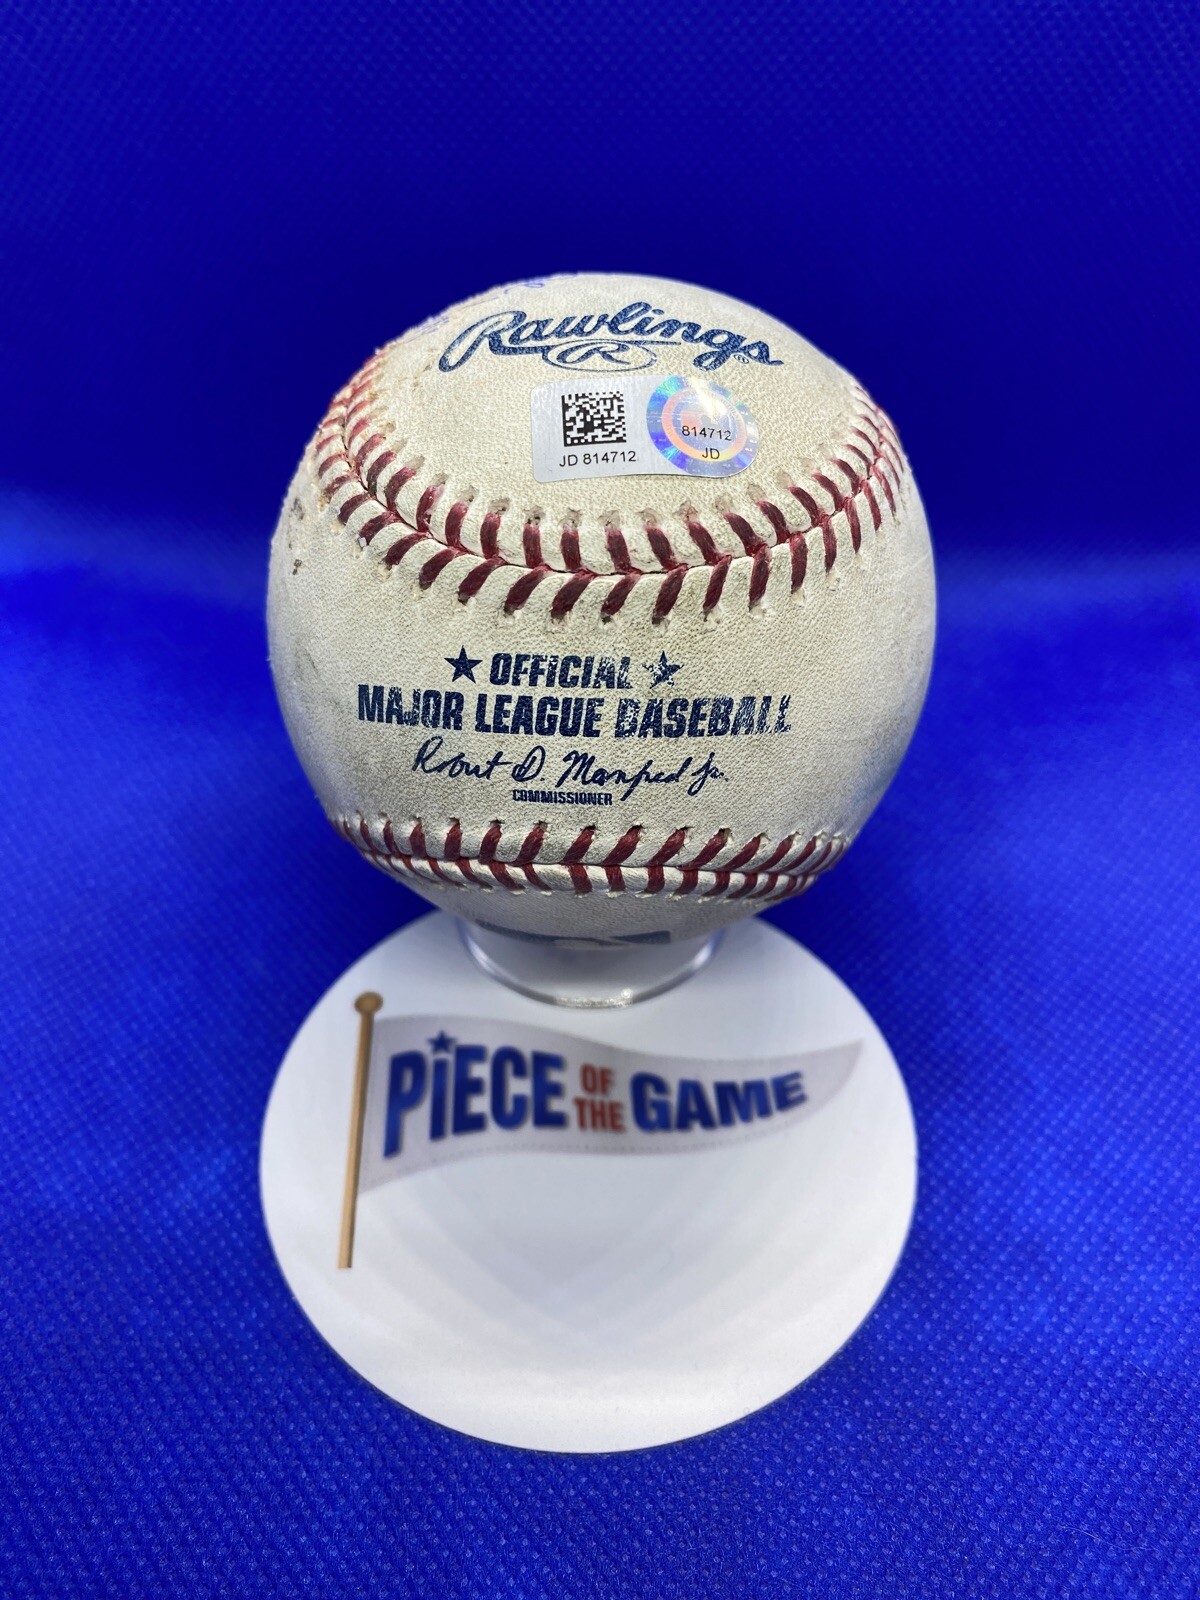 Rawlings
R
JD 814712
814712
JD
OFFICIAL
MAJOR LEAGUE BASEBALL
Robert D. Manfred Jr.
COMMISSIONER
PIECE OF THE GAME